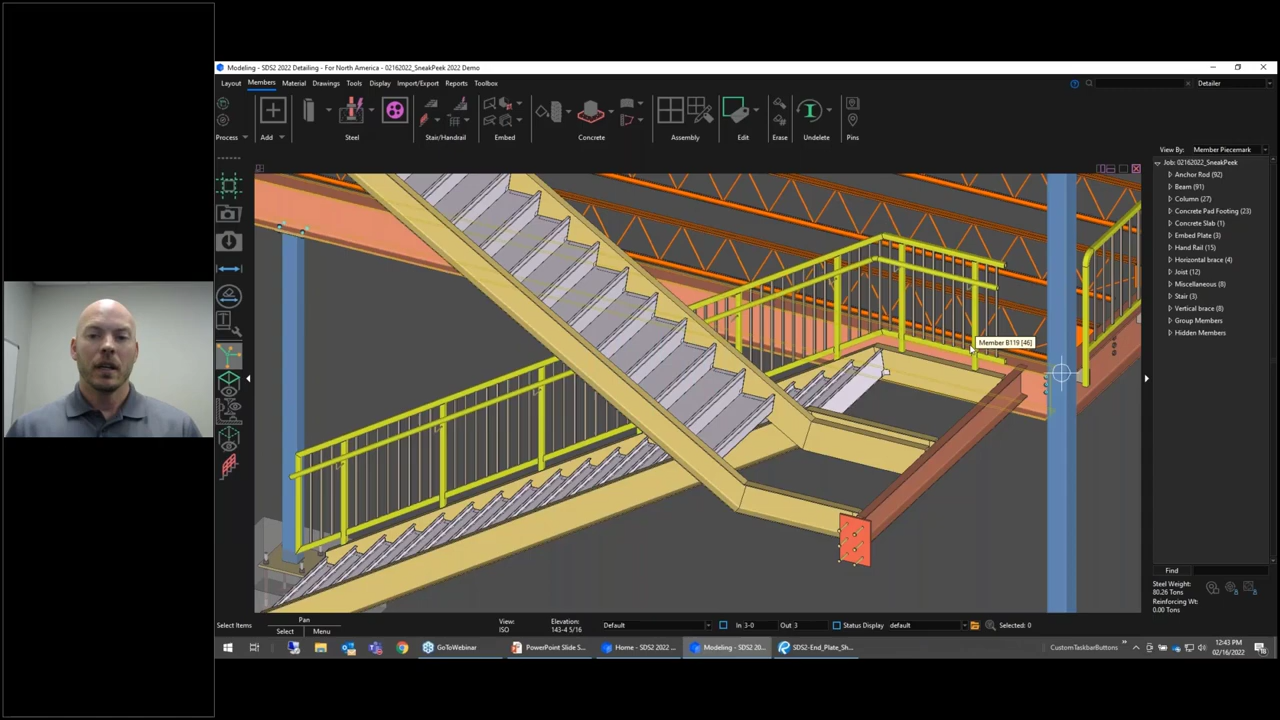 Modeling - SDS2 2022 Detailing - For North America - 02162022_SneakPeek 2022 Demo
Layout Members Material Drawings Tools Display Import/Export Reports Toolbox
Detailer
Process Add Steel Stair/Handrail Embed Concrete Assembly Edit Erase Undelete Pins
View By: Member Piecemark
Job: 02162022_SneakPeek
Anchor Rod (92)
Beam (91)
Column (27)
Concrete Pad Footing (23)
Concrete Slab (1)
Embed Plate (3)
Hand Rail (15)
Horizontal brace (4)
Joist (12)
Miscellaneous (8)
Stair (3)
Vertical brace (8)
Group Members
Hidden Members
Member B119 [46]
Find
Steel Weight:
80.26 Tons
Reinforcing Wt:
0.00 Tons
Select Items
Pan
Select Menu
View:
ISO
Elevation:
143-4 5/16
Default
In 3-0 Out 3
Status Display default
Selected: 0
GoToWebinar
PowerPoint Slide S...
Home - SDS2 2022 ...
Modeling - SDS2 20...
SDS2-End_Plate_Sh...
CustomTaskbarButtons
12:43 PM
02/16/2022